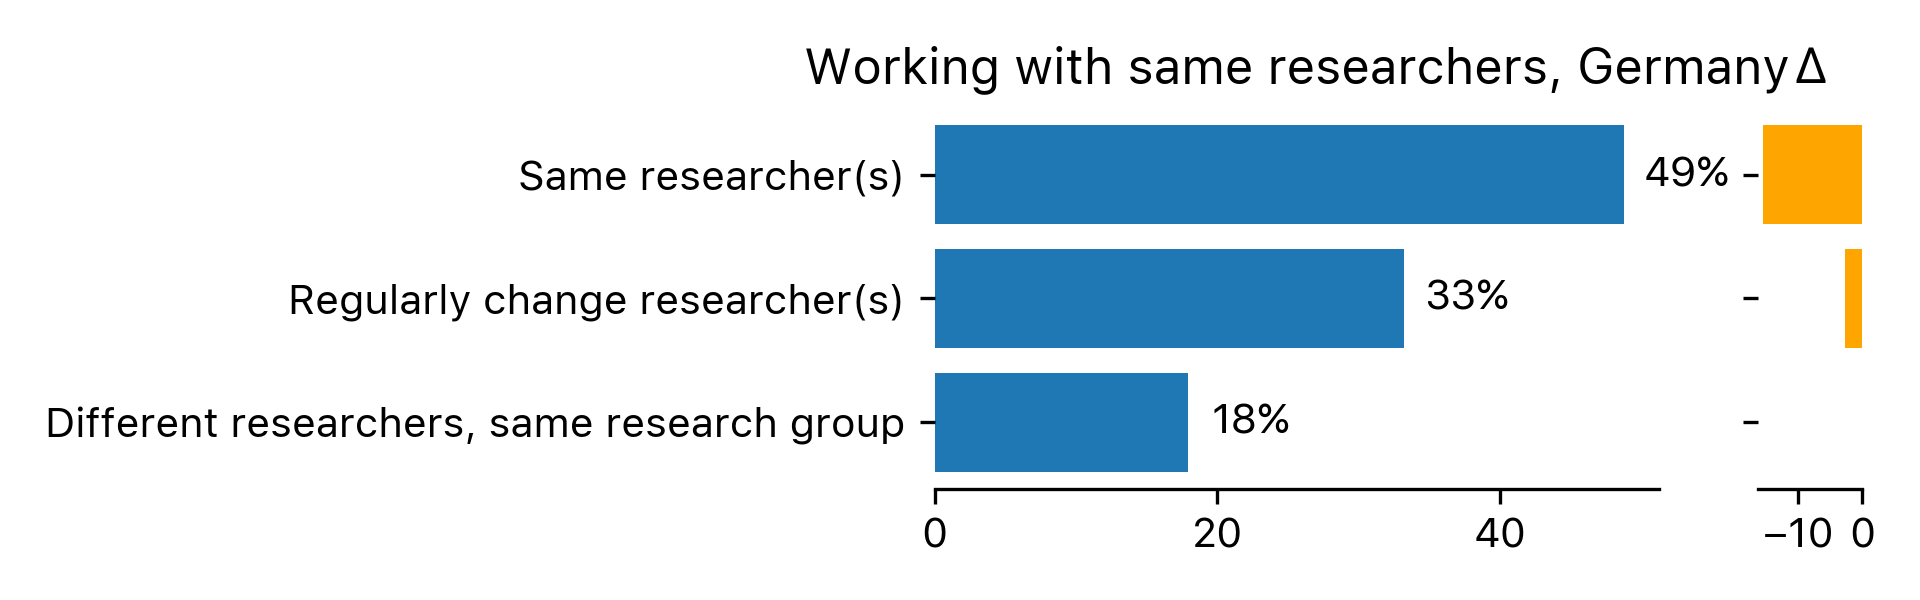 Working with same researchers, Germany Δ
Same researcher(s) 49%
Regularly change researcher(s) 33%
Different researchers, same research group 18%
0 20 40 −10 0